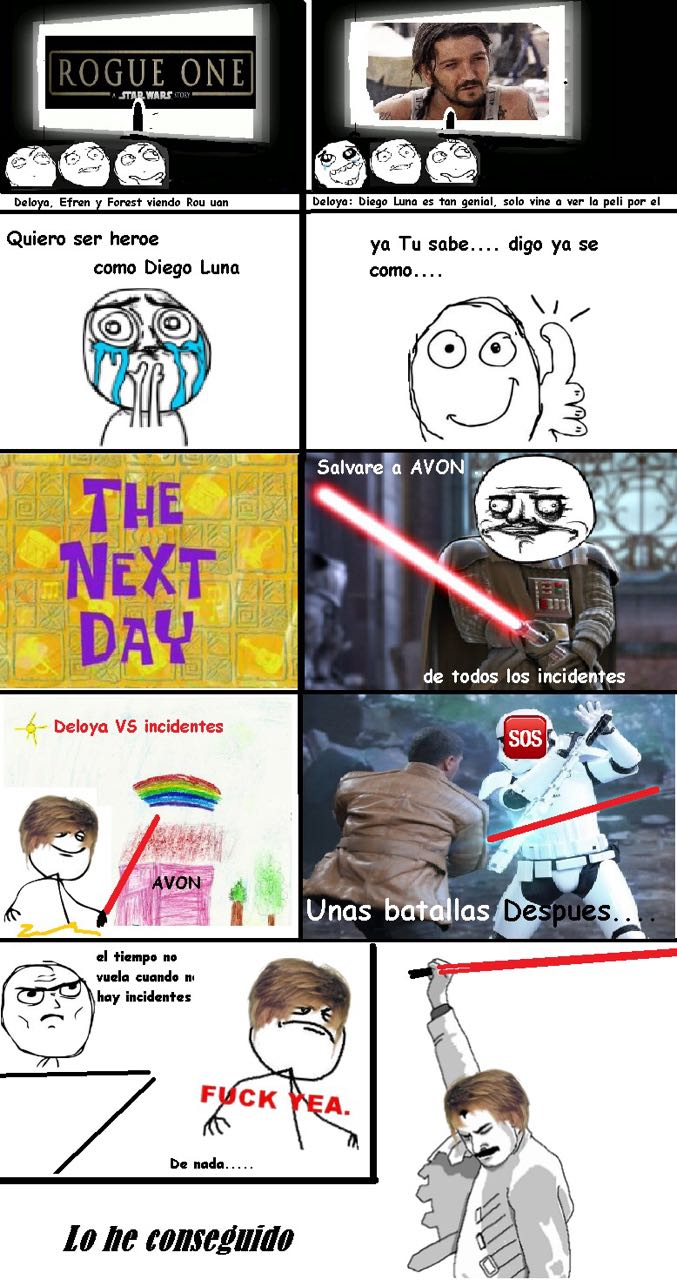 ROGUE ONE
A STAR WARS STORY
Deloya, Efren y Forest viendo Rou uan
Deloya: Diego Luna es tan genial, solo vine a ver la peli por el
Quiero ser heroe
como Diego Luna
ya Tu sabe.... digo ya se
como....
THE
NEXT
DAY
Salvare a AVON ...
de todos los incidentes
Deloya VS incidentes
AVON
SOS
Unas batallas Despues....
el tiempo no
vuela cuando n
hay incidentes
FUCK YEA.
De nada.....
Lo he conseguido